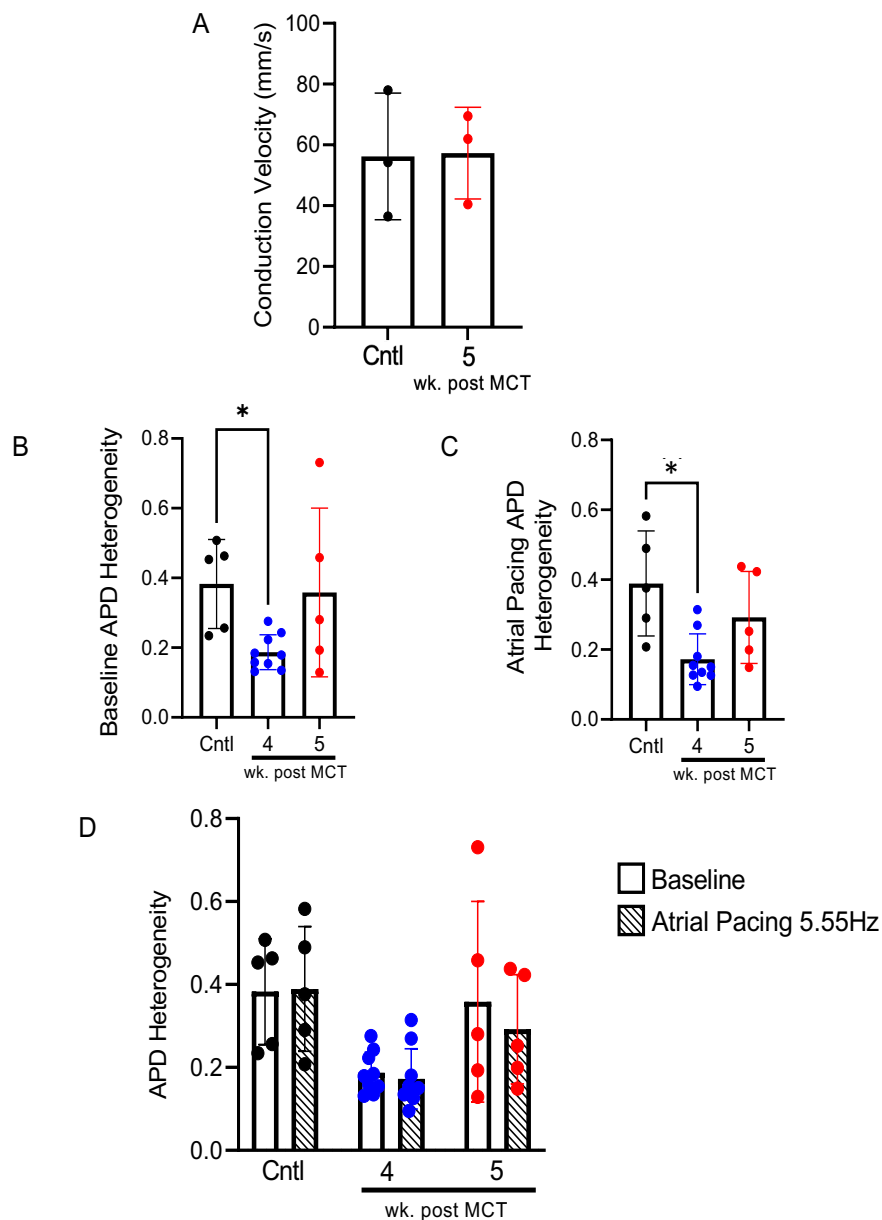 A
Conduction Velocity (mm/s)
100
80
60
40
20
0
Cntl
5
wk. post MCT
B
Baseline APD Heterogeneity
0.8
0.6
0.4
0.2
0.0
*
Cntl
4
5
wk. post MCT
C
Atrial Pacing APD
Heterogeneity
0.8
0.6
0.4
0.2
0.0
*
Cntl
4
5
wk. post MCT
D
APD Heterogeneity
0.8
0.6
0.4
0.2
0.0
Cntl
4
5
wk. post MCT
Baseline
Atrial Pacing 5.55Hz